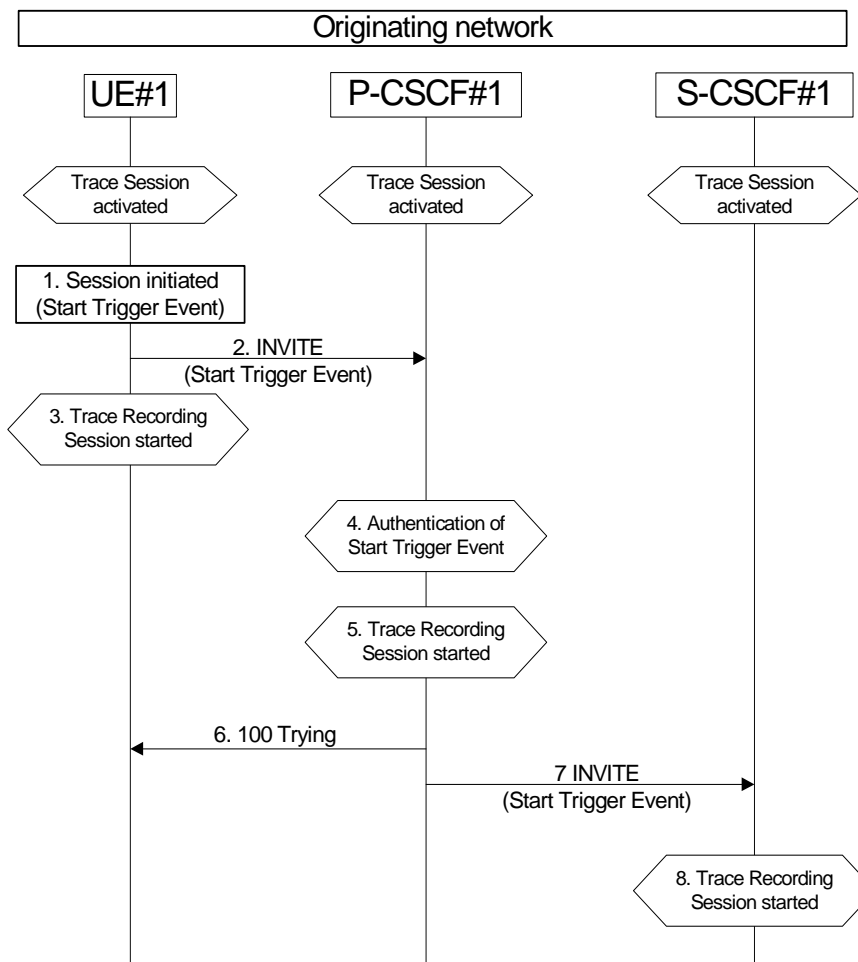 Originating network
UE#1
P-CSCF#1
S-CSCF#1
Trace Session
activated
Trace Session
activated
Trace Session
activated
1. Session initiated
(Start Trigger Event)
2. INVITE
(Start Trigger Event)
3. Trace Recording
Session started
4. Authentication of
Start Trigger Event
5. Trace Recording
Session started
6. 100 Trying
7 INVITE
(Start Trigger Event)
8. Trace Recording
Session started